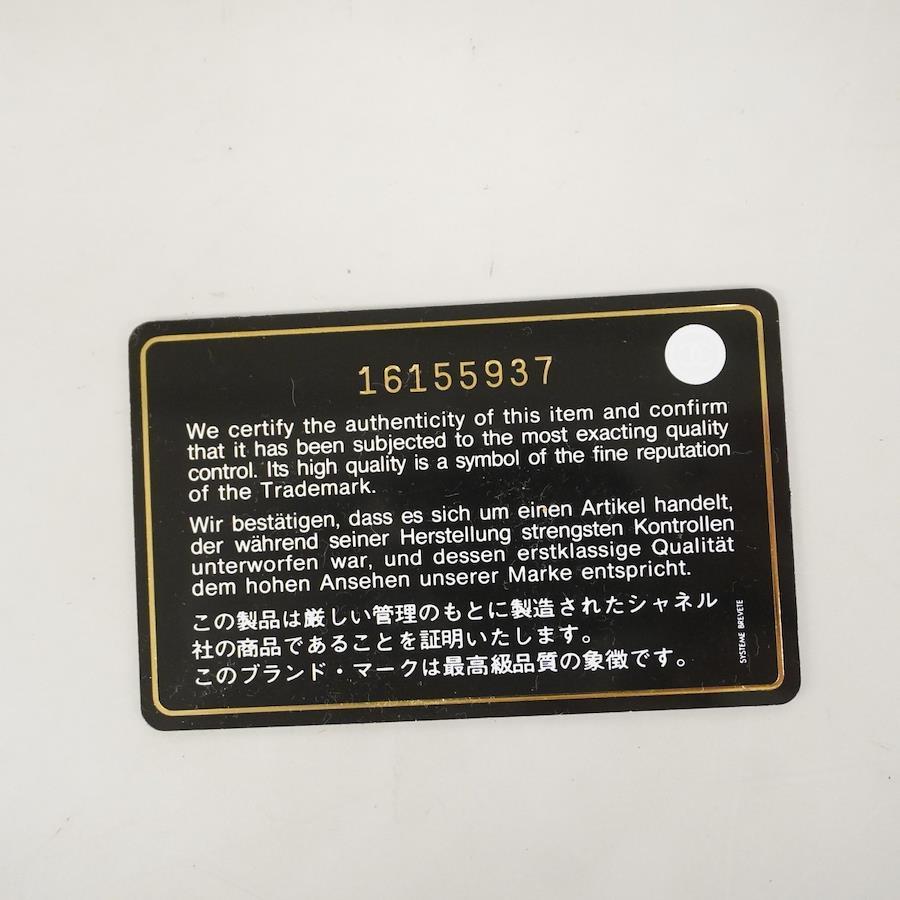 16155937
We certify the authenticity of this item and confirm
that it has been subjected to the most exacting quality
control. Its high quality is a symbol of the fine reputation
of the Trademark.
Wir bestätigen, dass es sich um einen Artikel handelt,
der während seiner Herstellung strengsten Kontrollen
unterworfen war, und dessen erstklassige Qualität
dem hohen Ansehen unserer Marke entspricht.
この製品は厳しい管理のもとに製造されたシャネル
社の商品であることを証明いたします。
このブランド・マークは最高級品質の象徴です。
SYSTEME BREVETE